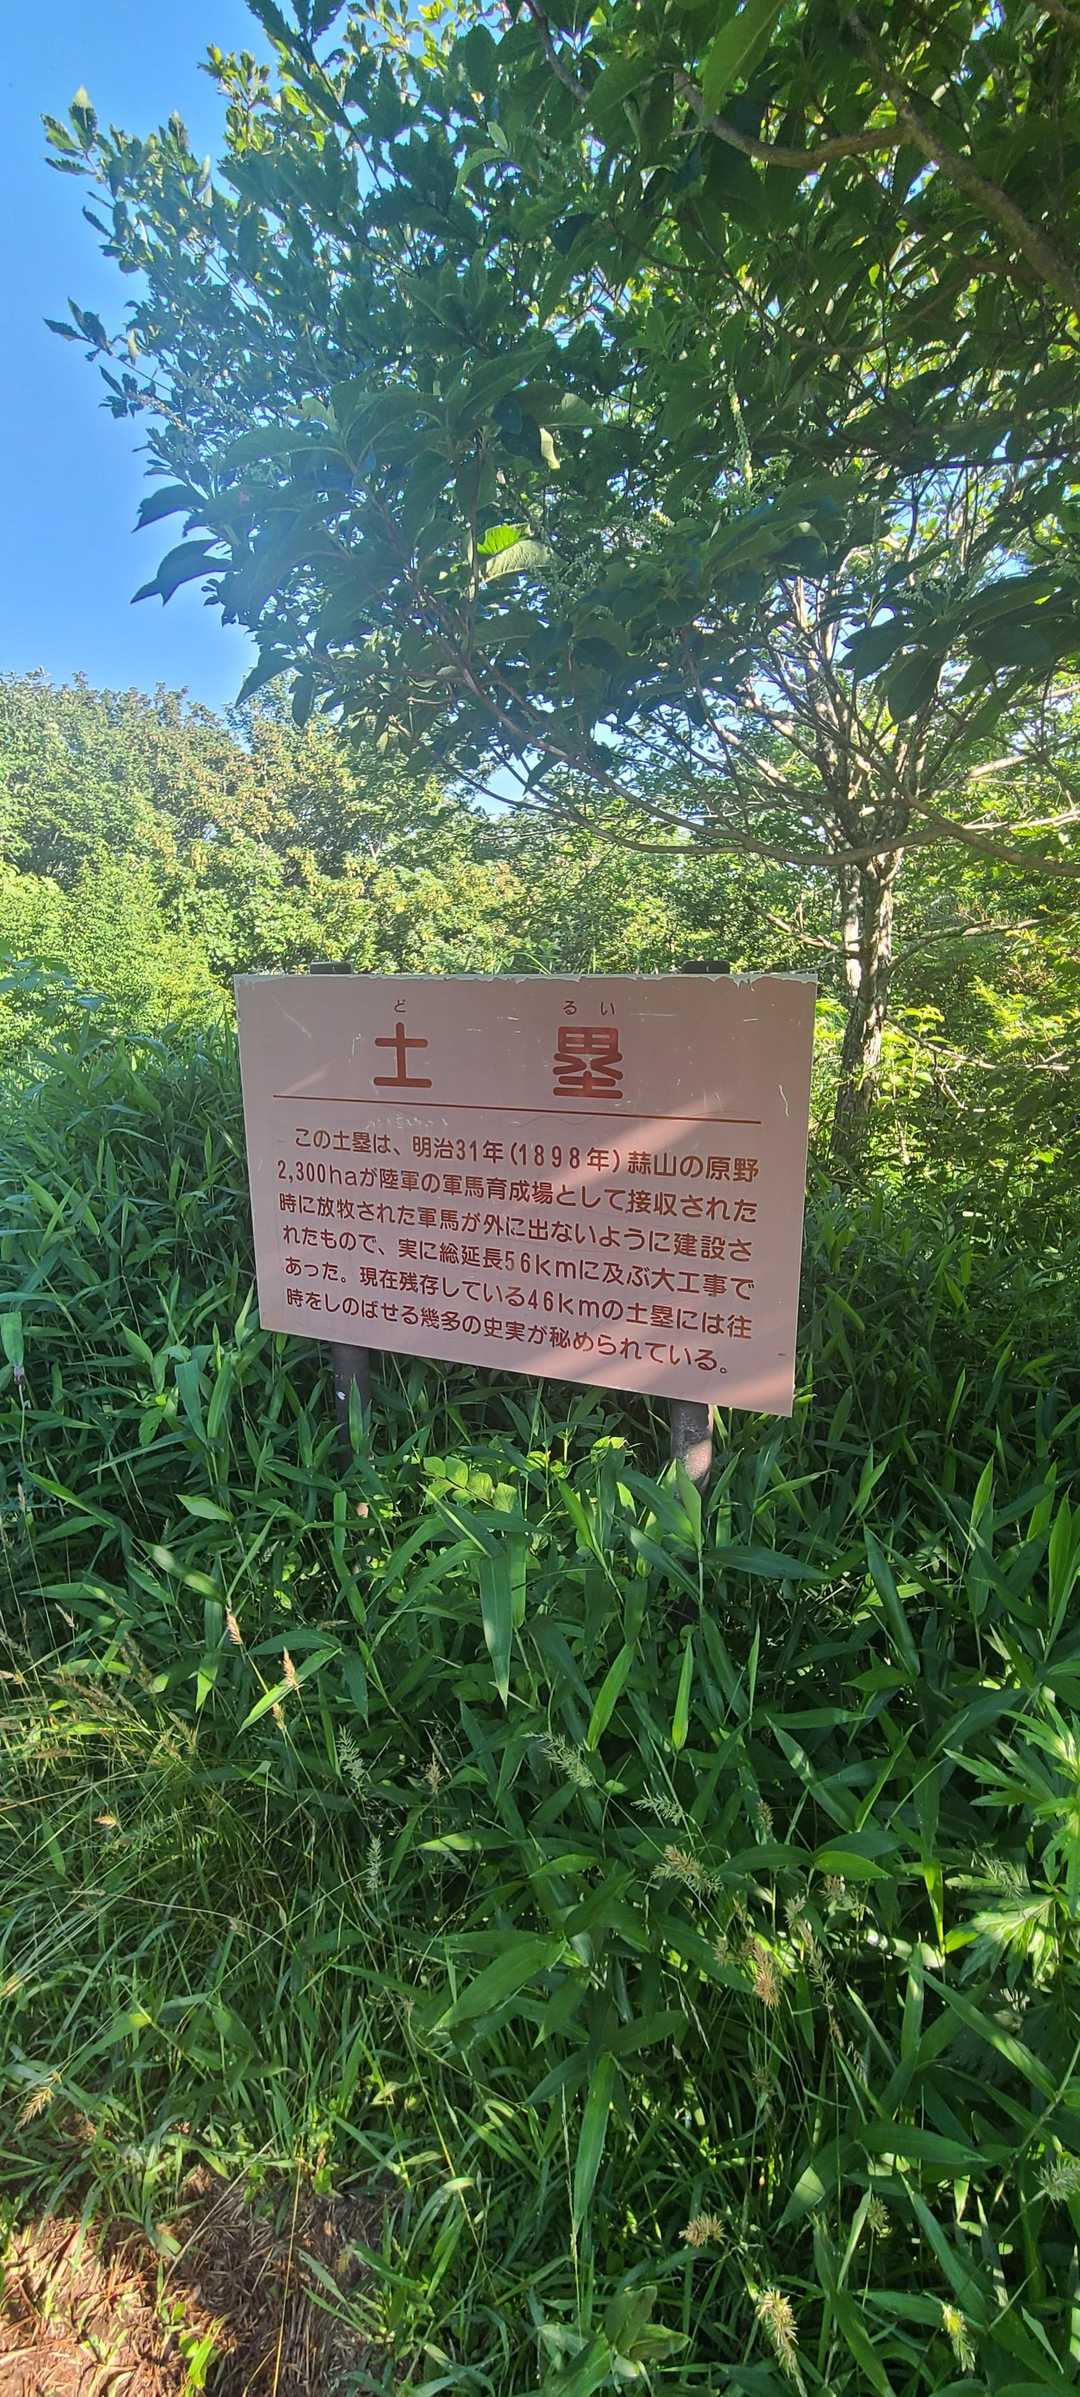 ど るい
土 塁
この土塁は、明治31年(1898年)蒜山の原野
2,300haが陸軍の軍馬育成場として接収された
時に放牧された軍馬が外に出ないように建設さ
れたもので、実に総延長56kmに及ぶ大工事で
あった。現在残存している46kmの土塁には往
時をしのばせる幾多の史実が秘められている。